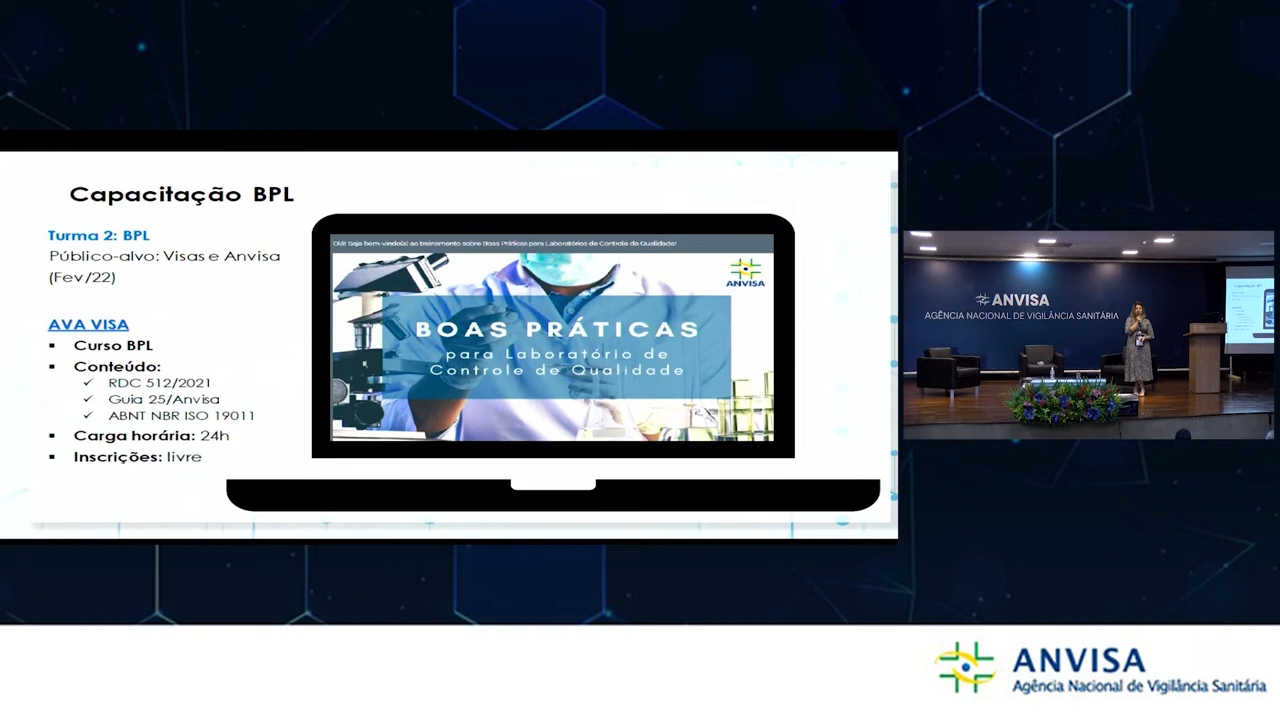 Capacitação BPL
Turma 2: BPL
Público-alvo: Visas e Anvisa
(Fev/22)
AVA VISA
▪ Curso BPL
▪ Conteúdo:
✓ RDC 512/2021
✓ Guia 25/Anvisa
✓ ABNT NBR ISO 19011
▪ Carga horária: 24h
▪ Inscrições: livre
Olá! Seja bem-vindo(a) ao treinamento sobre Boas Práticas para Laboratórios de Controle de Qualidade!
ANVISA
BOAS PRÁTICAS
para Laboratório de
Controle de Qualidade
ANVISA
AGÊNCIA NACIONAL DE VIGILÂNCIA SANITÁRIA
ANVISA
Agência Nacional de Vigilância Sanitária